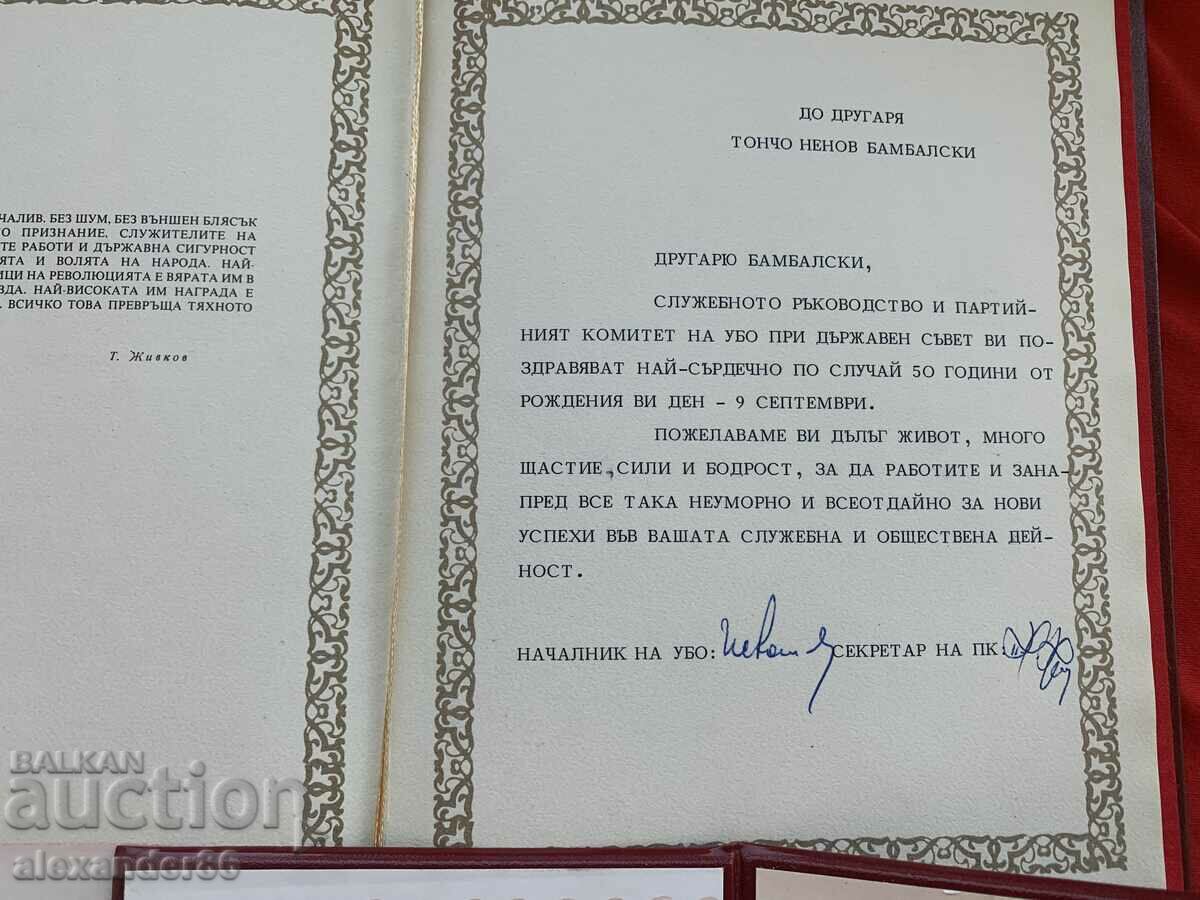 ЧАЛИВ. БЕЗ ШУМ, БЕЗ ВЪНШЕН БЛЯСЪК
О ПРИЗНАНИЕ, СЛУЖИТЕЛИТЕ НА
ТЕ РАБОТИ И ДЪРЖАВНА СИГУРНОСТ
ЯТА И ВОЛЯТА НА НАРОДА. НАЙ-
ИЦИ НА РЕВОЛЮЦИЯТА Е ВЯРАТА ИМ В
ЗДА. НАЙ-ВИСОКАТА ИМ НАГРАДА Е
. ВСИЧКО ТОВА ПРЕВРЪЩА ТЯХНОТО
Т. Живков
ДО ДРУГАРЯ
ТОНЧО НЕНОВ БАМБАЛСКИ
ДРУГАРЮ БАМБАЛСКИ,
СЛУЖЕБНОТО РЪКОВОДСТВО И ПАРТИЙ-
НИЯТ КОМИТЕТ НА УБО ПРИ ДЪРЖАВЕН СЪВЕТ ВИ ПО-
ЗДРАВЯВАТ НАЙ-СЪРДЕЧНО ПО СЛУЧАЙ 50 ГОДИНИ ОТ
РОЖДЕНИЯ ВИ ДЕН - 9 СЕПТЕМВРИ.
ПОЖЕЛАВАМЕ ВИ ДЪЛЪГ ЖИВОТ, МНОГО
ЩАСТИЕ, СИЛИ И БОДРОСТ, ЗА ДА РАБОТИТЕ И ЗАНА-
ПРЕД ВСЕ ТАКА НЕУМОРНО И ВСЕОТДАЙНО ЗА НОВИ
УСПЕХИ ВЪВ ВАШАТА СЛУЖЕБНА И ОБЩЕСТВЕНА ДЕЙ-
НОСТ.
НАЧАЛНИК НА УБО: СЕКРЕТАР НА ПК:
BALKAN
auction
alexander86